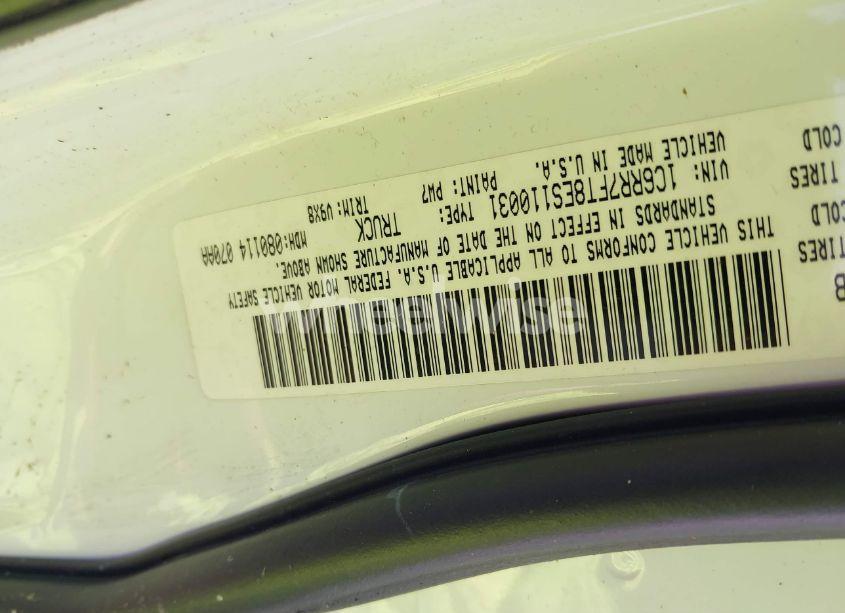 B
TIRES
COLD
TIRES
COLD
THIS VEHICLE CONFORMS TO ALL APPLICABLE U.S.A. FEDERAL MOTOR VEHICLE SAFETY
STANDARDS IN EFFECT ON THE DATE OF MANUFACTURE SHOWN ABOVE.
VIN: 1C6RR7FT8ES110031 TYPE: TRUCK MDH:080114 070AA
VEHICLE MADE IN U.S.A. PAINT: PW7 TRIM: V9X8
wheelwise